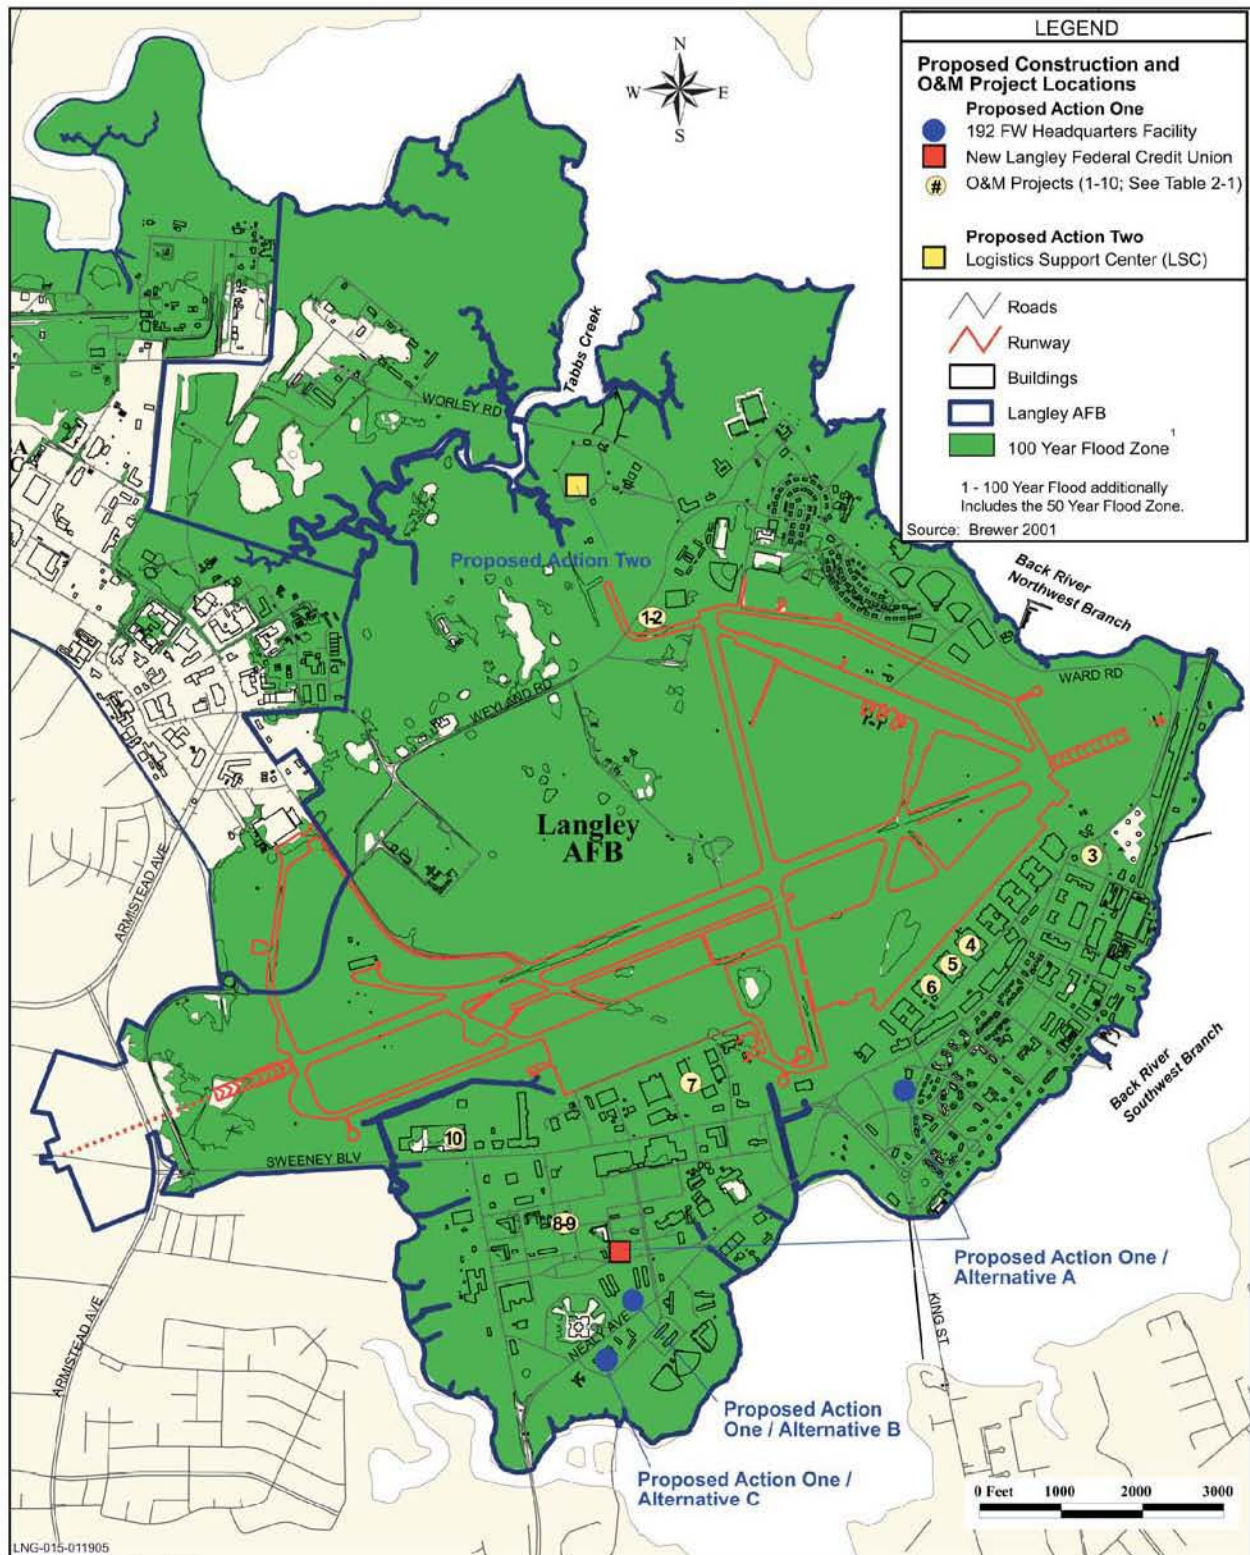 LEGEND
Proposed Construction and
O&M Project Locations
Proposed Action One
192 FW Headquarters Facility
New Langley Federal Credit Union
# O&M Projects (1-10; See Table 2-1)
Proposed Action Two
Logistics Support Center (LSC)
Roads
Runway
Buildings
Langley AFB
100 Year Flood Zone 1
1 - 100 Year Flood additionally
Includes the 50 Year Flood Zone.
Source: Brewer 2001
N
W E
S
Tabbs Creek
WORLEY RD
Proposed Action Two
1-2
Back River
Northwest Branch
WARD RD
WEYLAND RD
Langley
AFB
3
4
5
6
7
ARMISTEAD AVE
10
SWEENEY BLV
8-9
Back River
Southwest Branch
Proposed Action One /
Alternative A
KING ST
NEALY AVE
ARMISTEAD AVE
Proposed Action
One / Alternative B
Proposed Action One /
Alternative C
0 Feet 1000 2000 3000
LNG-015-011905